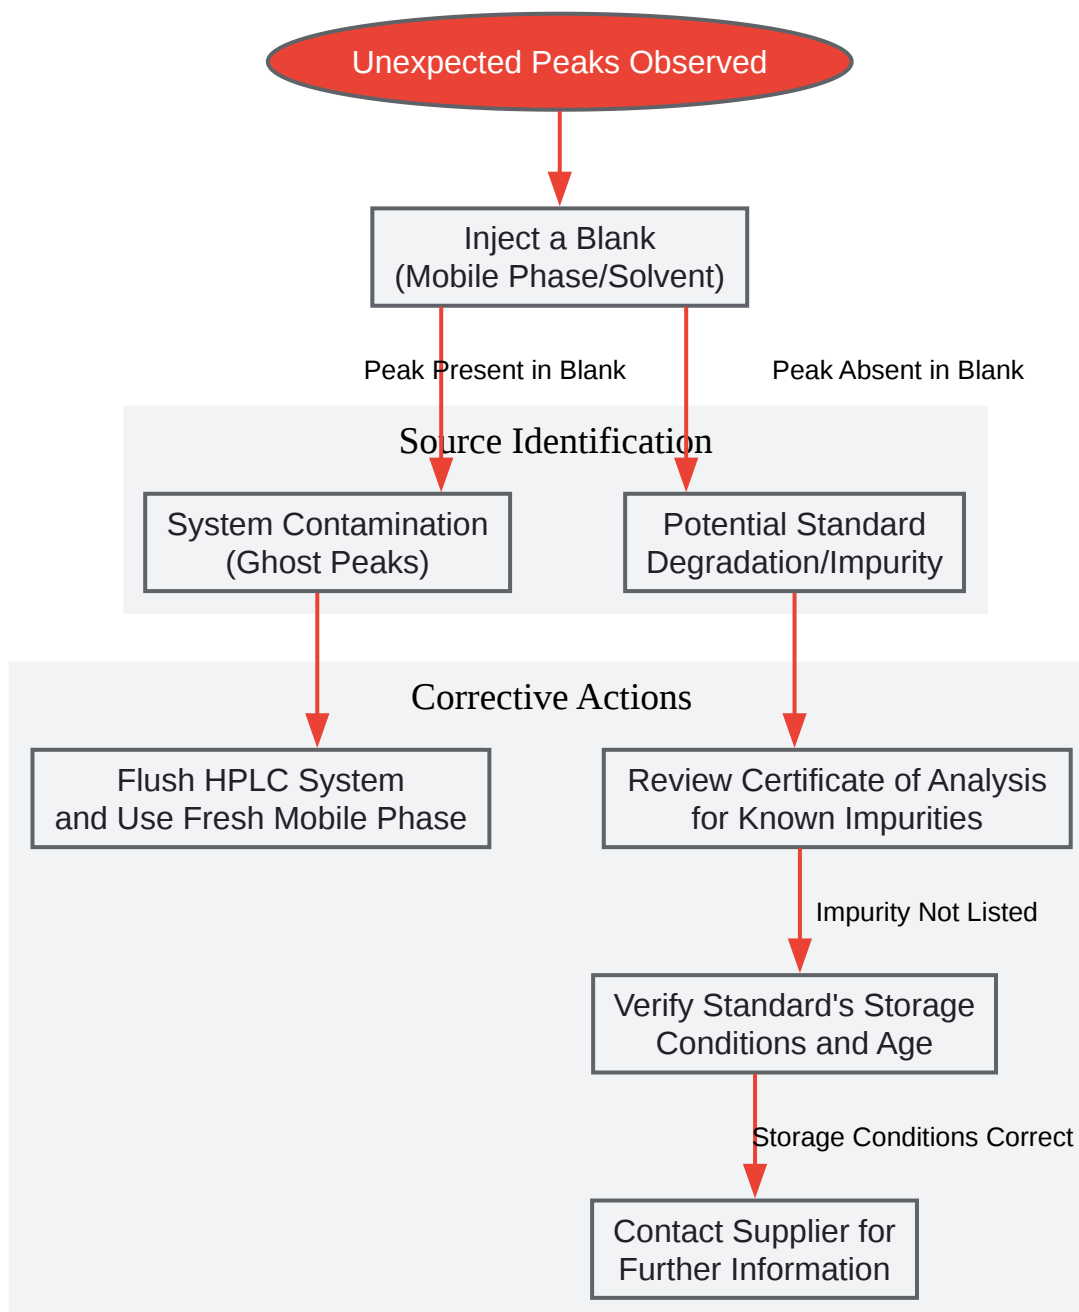 Unexpected Peaks Observed
Inject a Blank
(Mobile Phase/Solvent)
Peak Present in Blank
Peak Absent in Blank
Source Identification
System Contamination
(Ghost Peaks)
Potential Standard
Degradation/Impurity
Corrective Actions
Flush HPLC System
and Use Fresh Mobile Phase
Review Certificate of Analysis
for Known Impurities
Impurity Not Listed
Verify Standard's Storage
Conditions and Age
Storage Conditions Correct
Contact Supplier for
Further Information